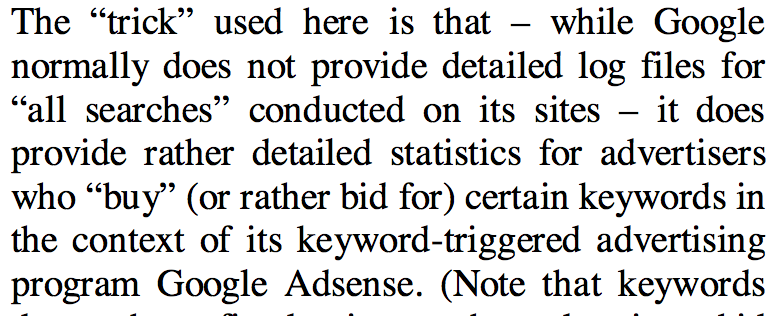 The “trick” used here is that – while Google
normally does not provide detailed log files for
“all searches” conducted on its sites – it does
provide rather detailed statistics for advertisers
who “buy” (or rather bid for) certain keywords in
the context of its keyword-triggered advertising
program Google Adsense. (Note that keywords